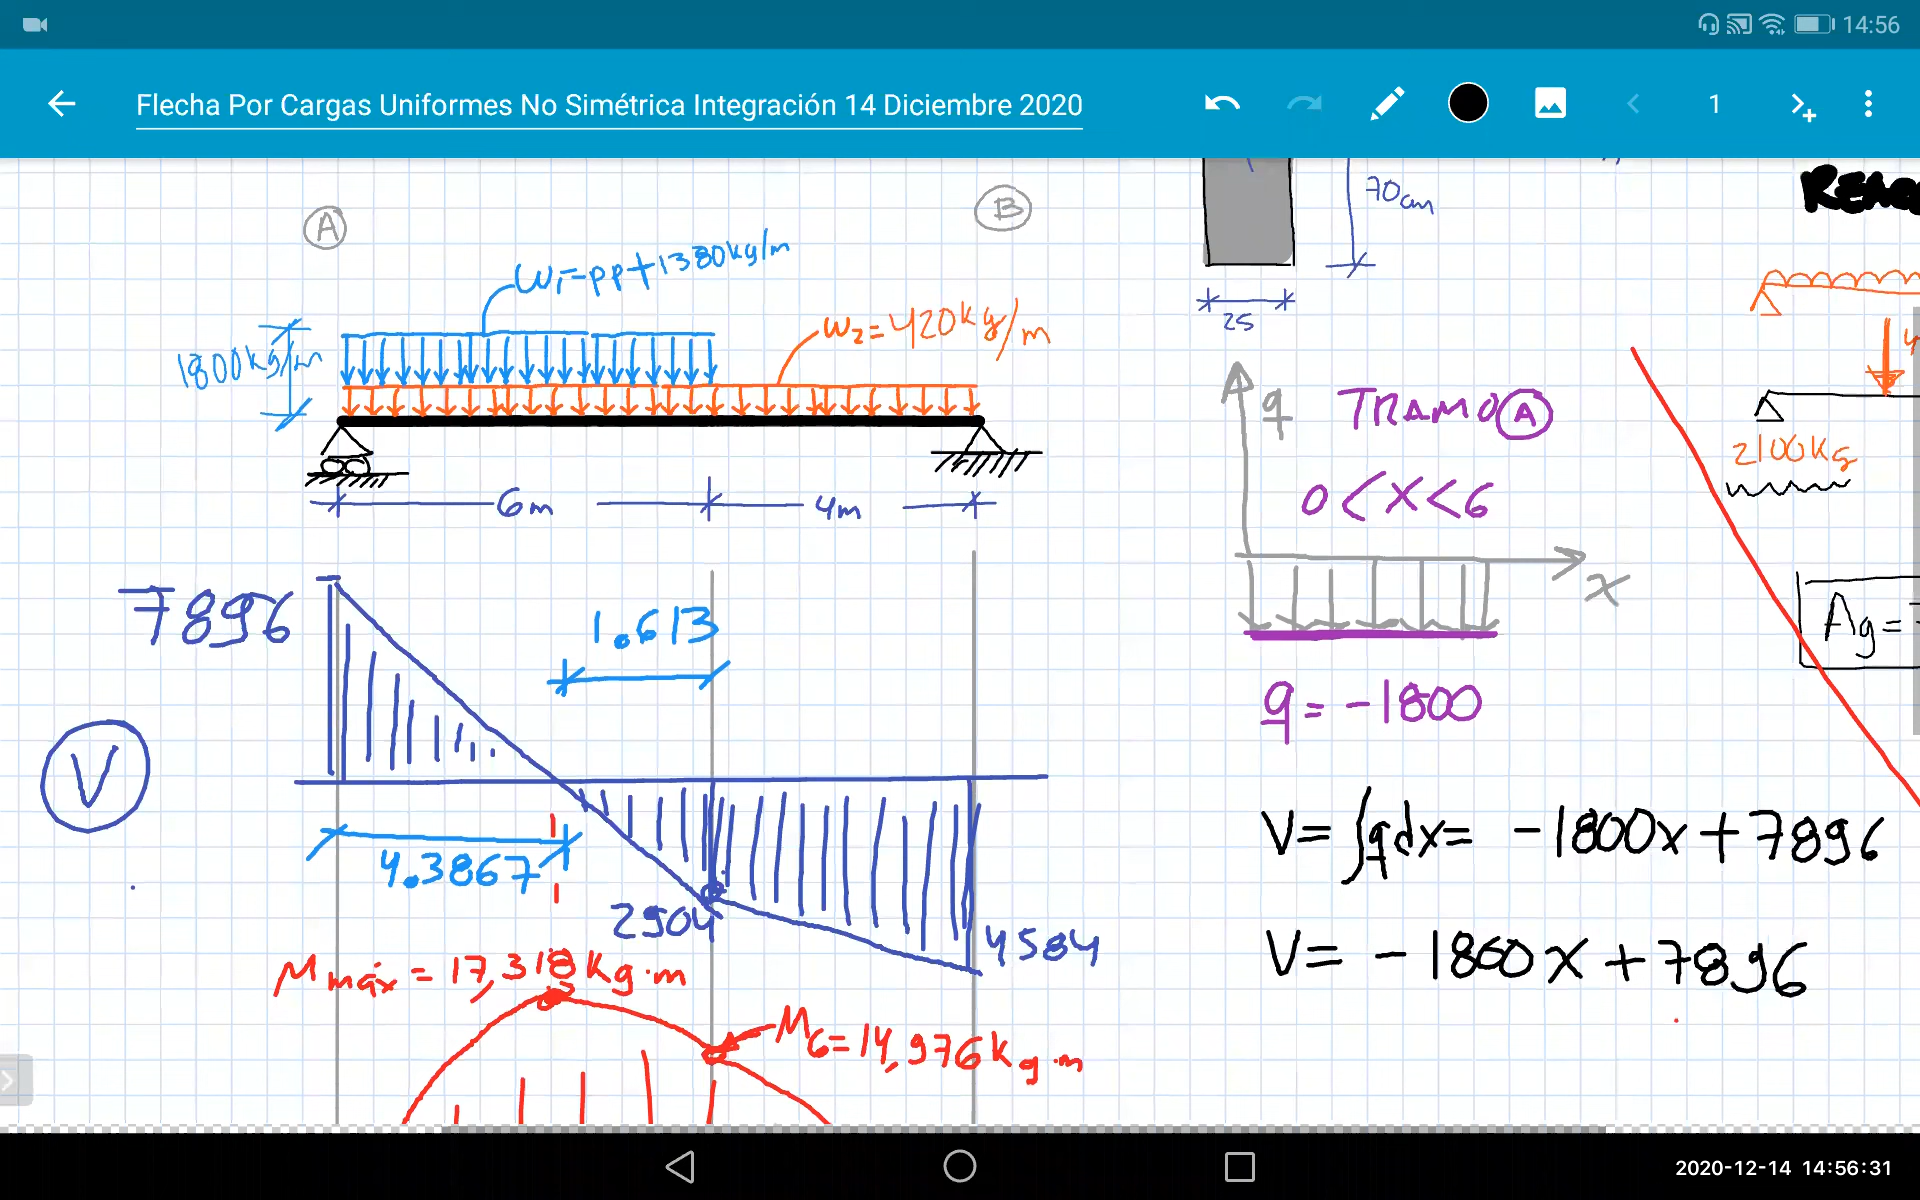 14:56
Flecha Por Cargas Uniformes No Simétrica Integración 14 Diciembre 2020
1
A
B
W1=pp+1380kg/m
W2=420kg/m
1800kg/m
6m
4m
7896
1.613
V
4.3867
2904
4584
Mmáx=17,318Kg·m
M6=14,976Kg·m
70cm
25
q
TRAMO A
0<x<6
x
q=-1800
V=∫qdx= -1800x+7896
V= -1800x+7896
2100Kg
Ag=
2020-12-14 14:56:31